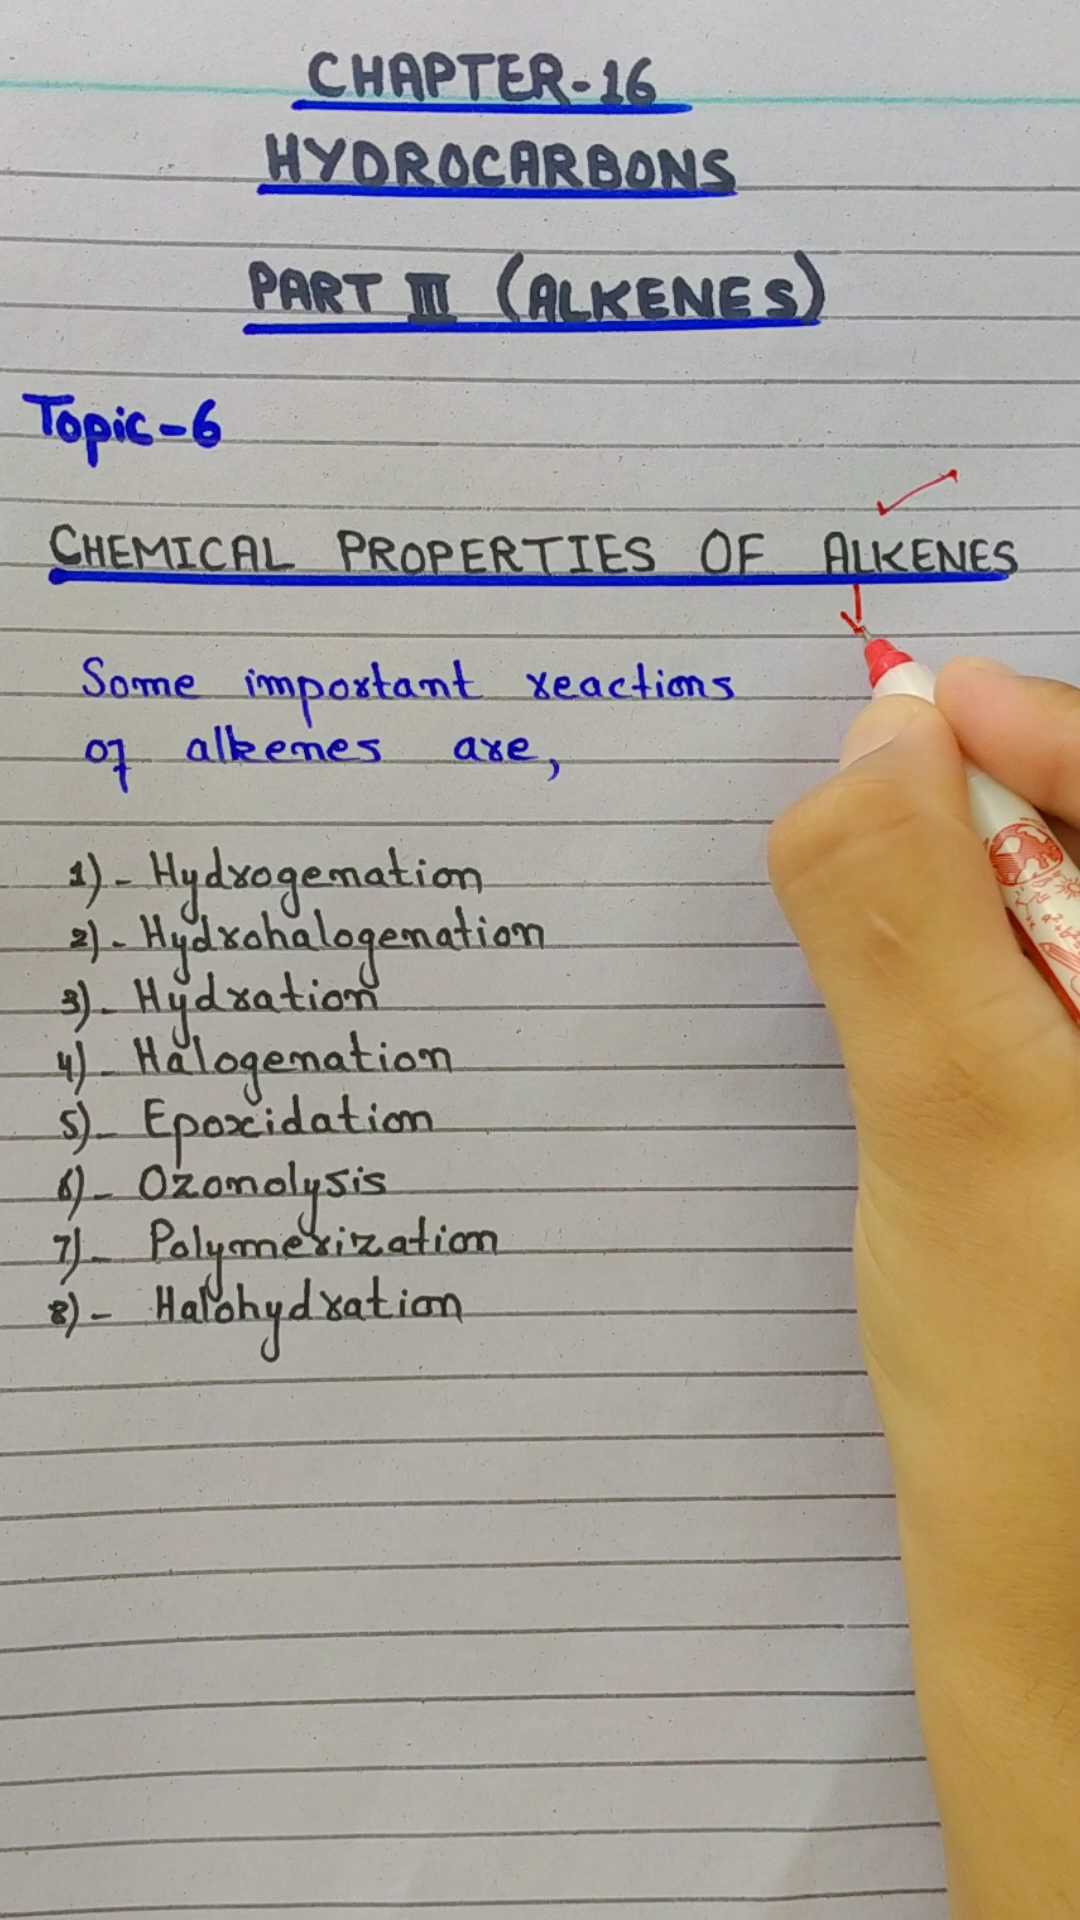 CHAPTER-16
HYDROCARBONS
PART III (ALKENES)
Topic-6
CHEMICAL PROPERTIES OF ALKENES
Some important reactions
of alkenes are,
1)- Hydrogenation
2)- Hydrohalogenation
3)- Hydration
4)- Halogenation
5)- Epoxidation
6)- Ozonolysis
7)- Polymerization
8)- Halohydration